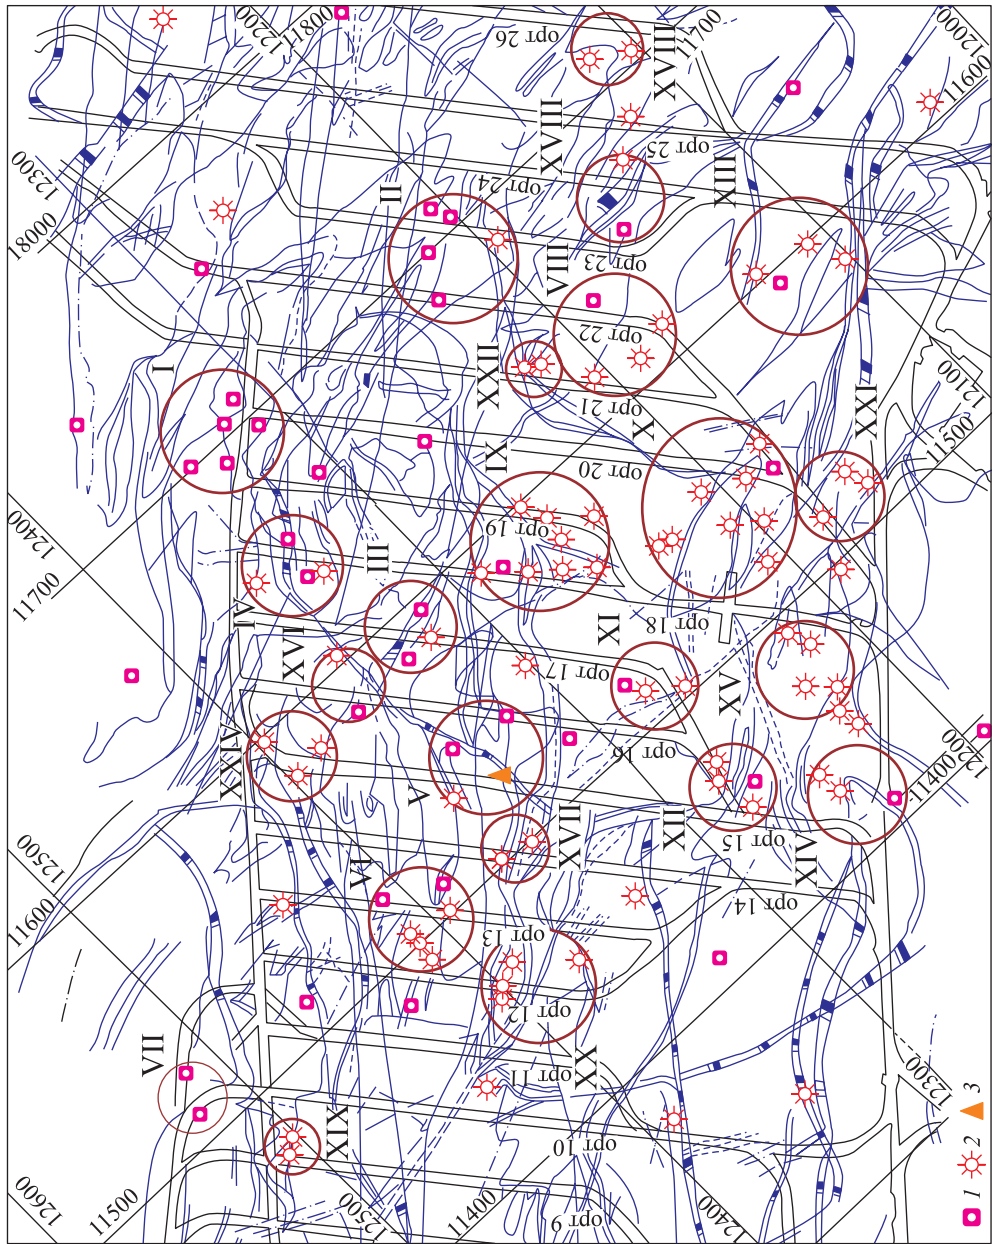 12200
11800
орт 26
XVIII
11700
12000
11600
12300
18000
XVIII
орт 25
орт 24
II
XIII
VIII
орт 23
орт 22
I
XXII
орт 21
X
XXI
12100
11500
IX
орт 20
12400
11700
орт 19
III
IV
XVI
XI
орт 18
орт 17
XV
XXIV
орт 16
12200
11400
V
XVII
XII
орт 15
XIV
12500
11600
VI
орт 14
орт 13
орт 12
VII
XX
орт 11
12300
XIX
орт 10
12600
11500
12500
11400
орт 9
12400
1
2
3